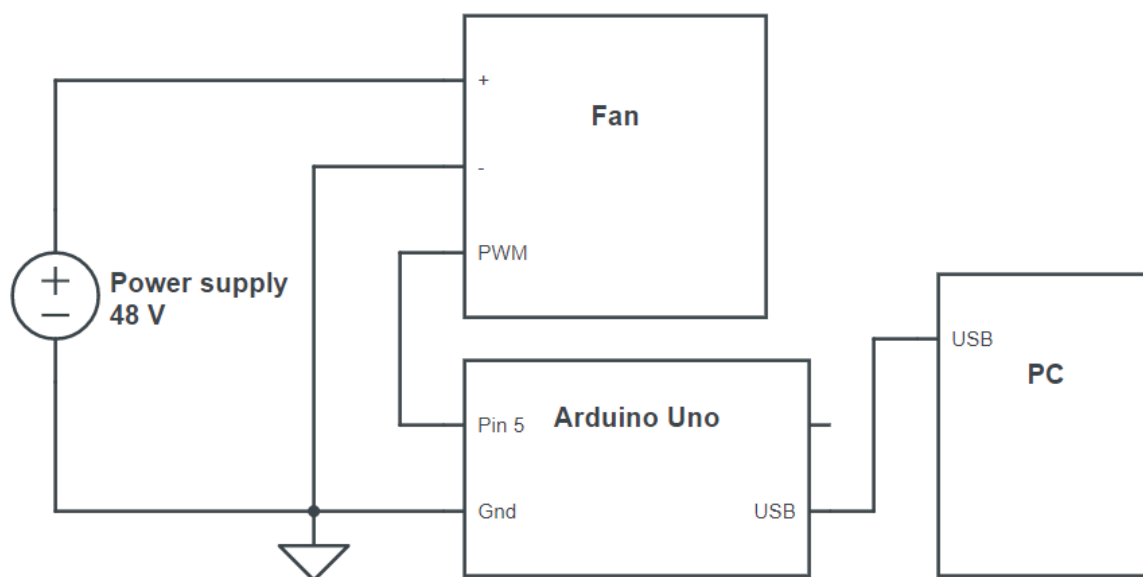 +
Fan
-
PWM
+
Power supply
48 V
USB
PC
Arduino Uno
Pin 5
Gnd
USB